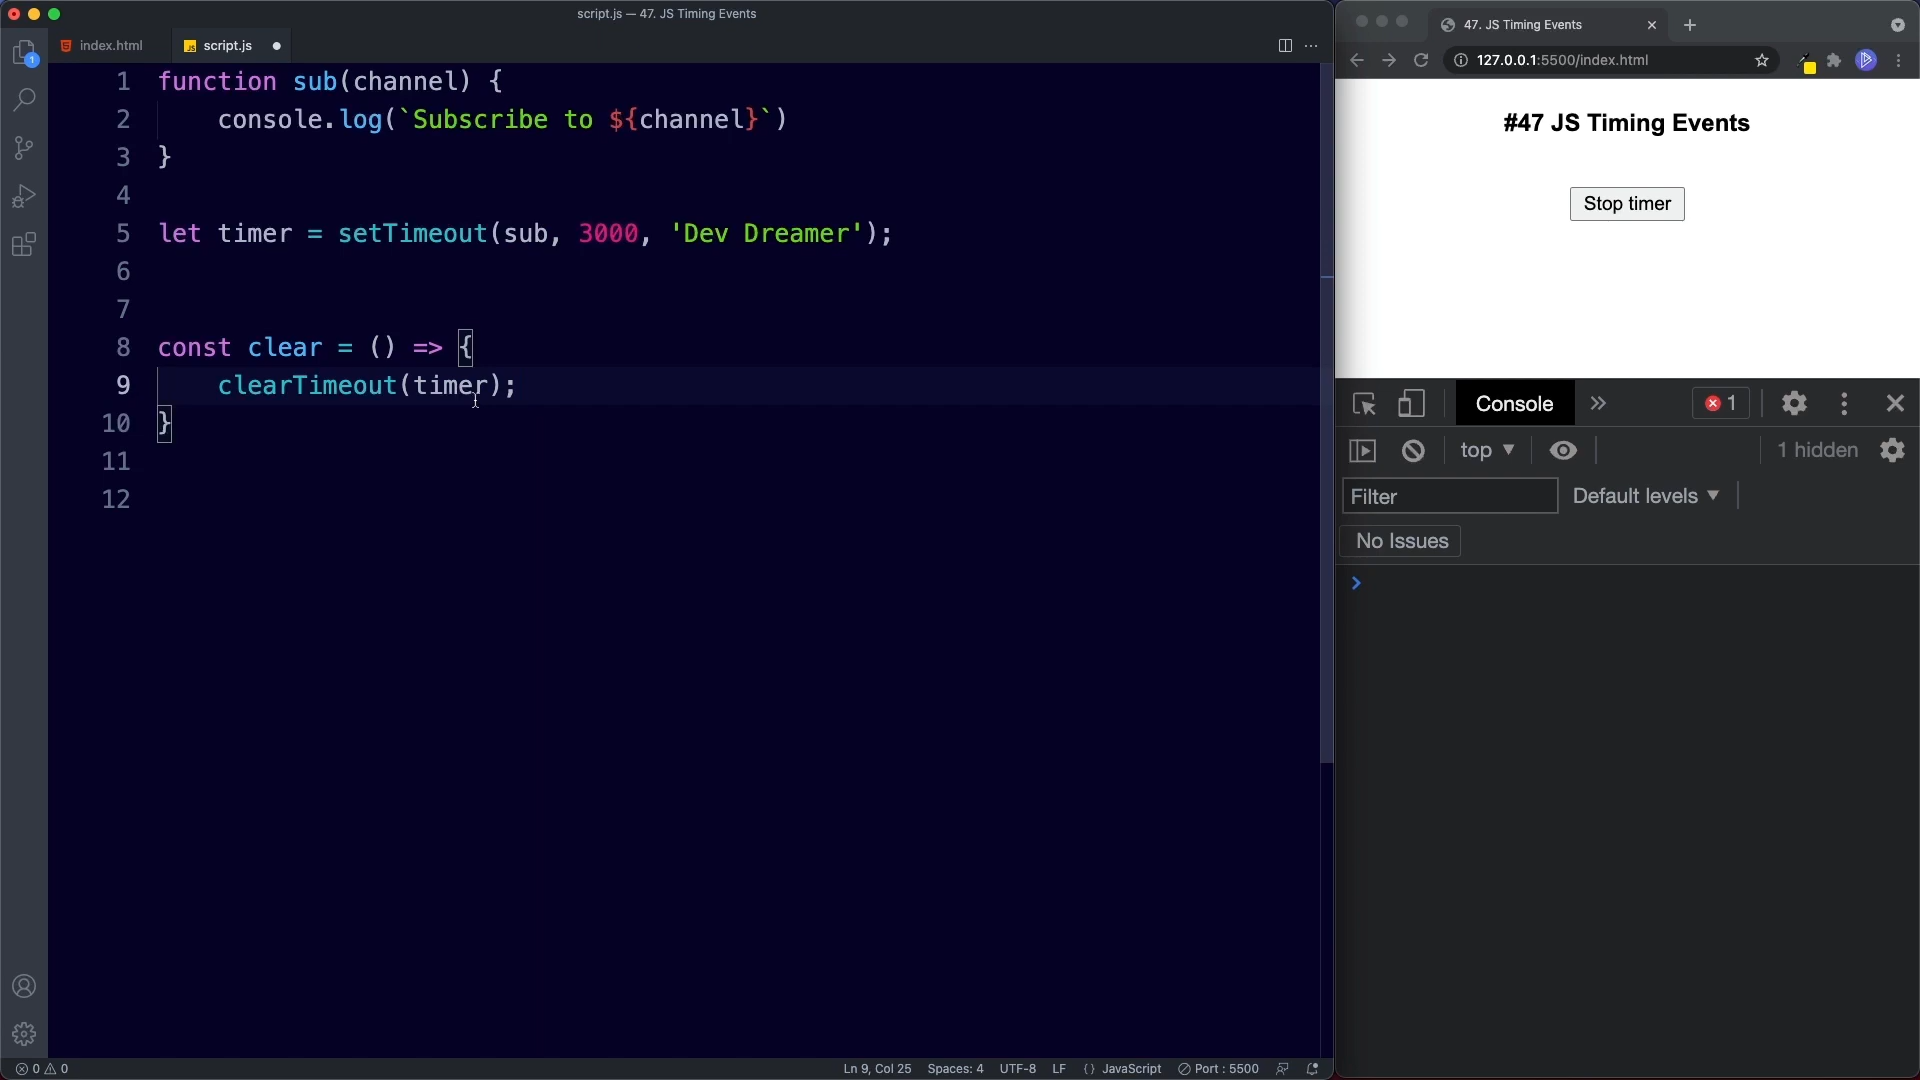 script.js — 47. JS Timing Events
index.html
script.js
1 function sub(channel) {
2 console.log(`Subscribe to ${channel}`)
3 }
4
5 let timer = setTimeout(sub, 3000, 'Dev Dreamer');
6
7
8 const clear = () => {
9 clearTimeout(timer);
10 }
11
12
0 0
Ln 9, Col 25 Spaces: 4 UTF-8 LF {} JavaScript Port : 5500
47. JS Timing Events
127.0.0.1:5500/index.html
#47 JS Timing Events
Stop timer
Console 1
top 1 hidden
Filter Default levels
No Issues